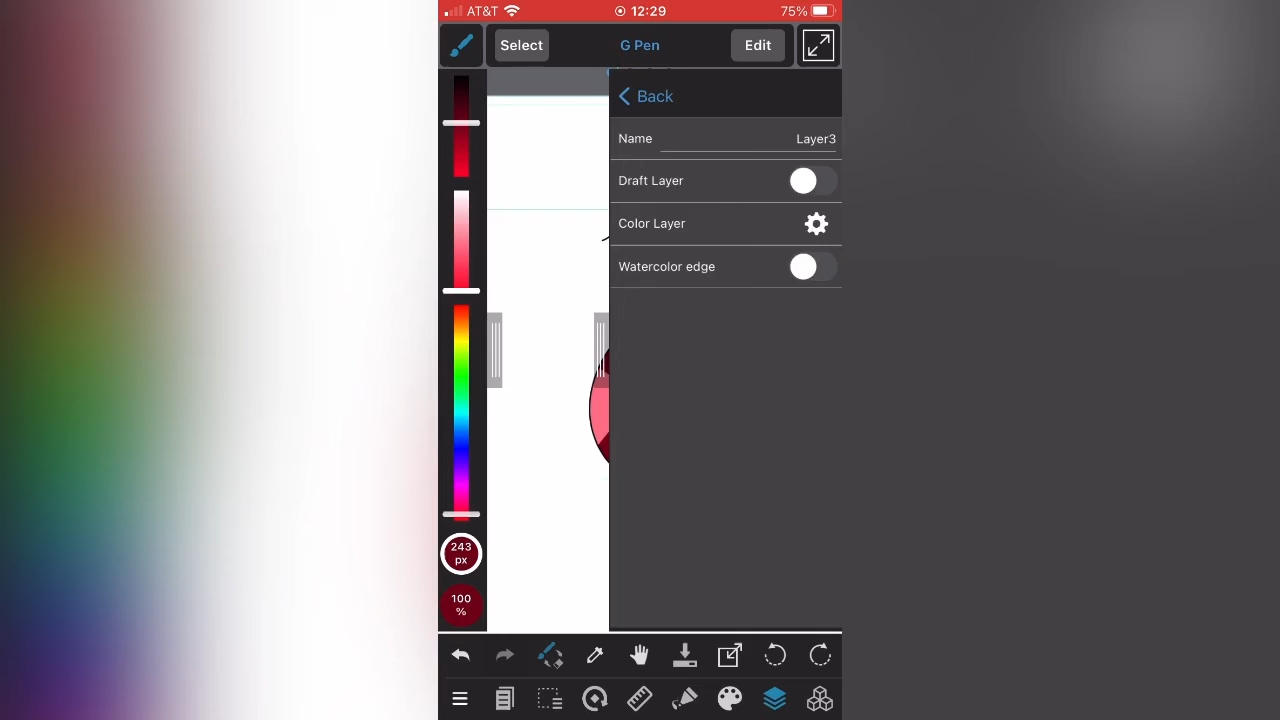 AT&T 12:29 75%
Select G Pen Edit
Back
Name Layer3
Draft Layer
Color Layer
Watercolor edge
243
px
100
%